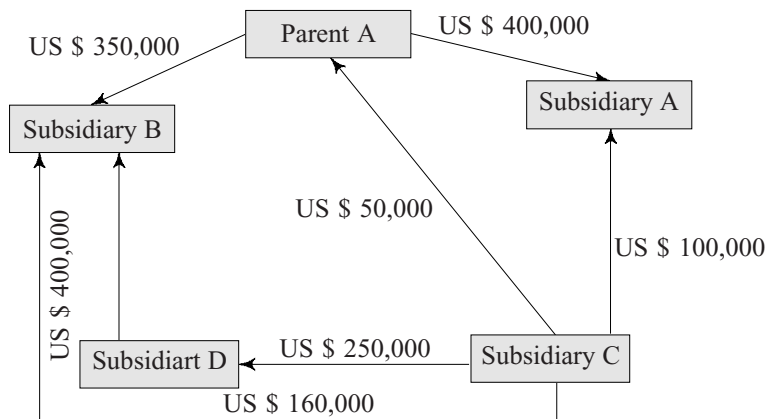 Parent A
US $ 400,000
US $ 350,000
Subsidiary A
Subsidiary B
US $ 50,000
US $ 100,000
US $ 400,000
Subsidiart D
US $ 250,000
Subsidiary C
US $ 160,000